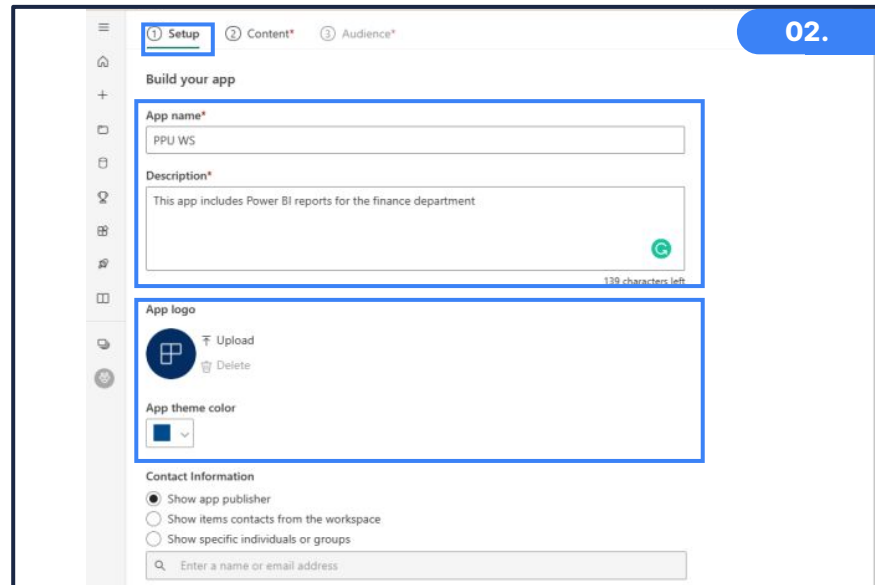 02.
1 Setup 2 Content* 3 Audience*
Build your app
App name*
PPU WS
Description*
This app includes Power BI reports for the finance department
139 characters left
App logo
Upload
Delete
App theme color
Contact Information
Show app publisher
Show items contacts from the workspace
Show specific individuals or groups
Enter a name or email address